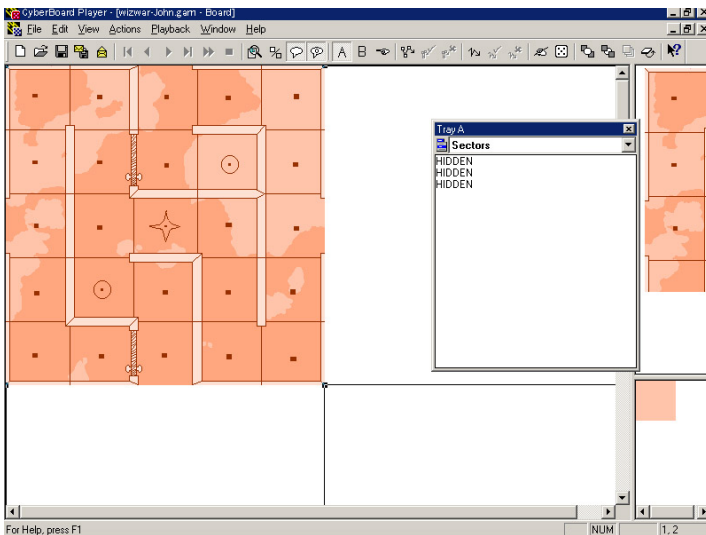 CyberBoard Player - [wizwar-John.gam - Board]
File Edit View Actions Playback Window Help
A B
Tray A
Sectors
HIDDEN
HIDDEN
HIDDEN
For Help, press F1
NUM
1, 2